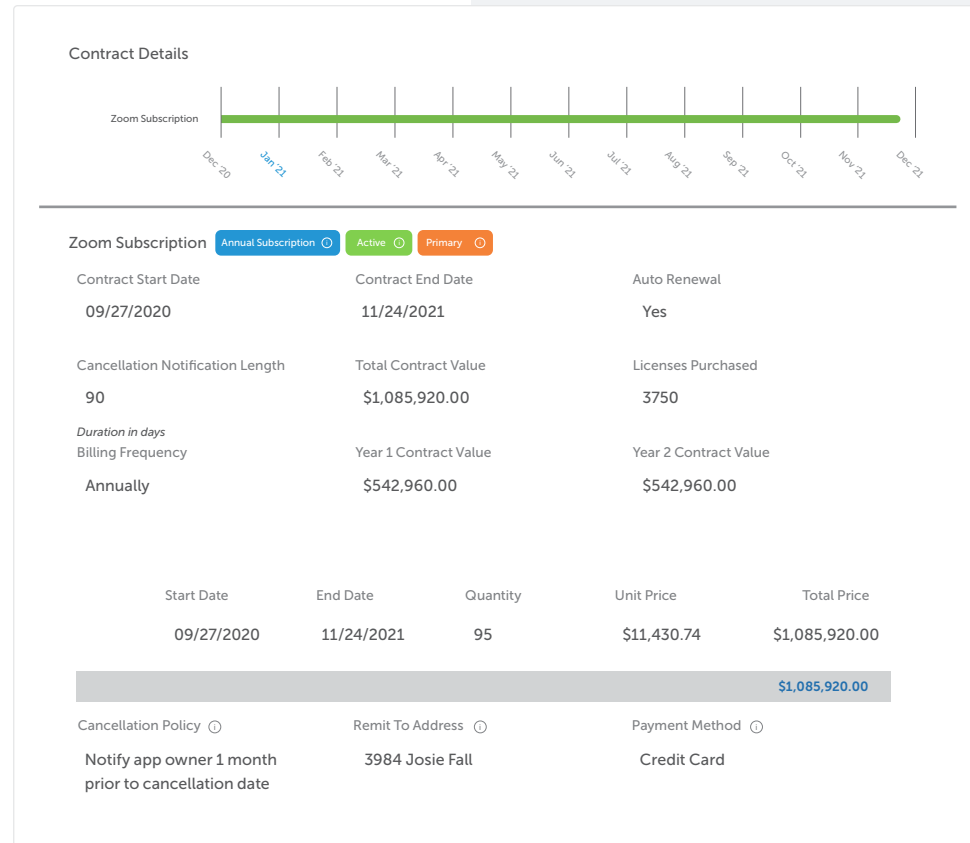 Contract Details
Zoom Subscription
Dec '20
Jan '21
Feb '21
Mar '21
Apr '21
May '21
Jun '21
Jul '21
Aug '21
Sep '21
Oct '21
Nov '21
Dec '21
Zoom Subscription Annual Subscription Active Primary
Contract Start Date Contract End Date Auto Renewal
09/27/2020 11/24/2021 Yes
Cancellation Notification Length Total Contract Value Licenses Purchased
90 $1,085,920.00 3750
Duration in days
Billing Frequency Year 1 Contract Value Year 2 Contract Value
Annually $542,960.00 $542,960.00
Start Date End Date Quantity Unit Price Total Price
09/27/2020 11/24/2021 95 $11,430.74 $1,085,920.00
$1,085,920.00
Cancellation Policy Remit To Address Payment Method
Notify app owner 1 month 3984 Josie Fall Credit Card
prior to cancellation date